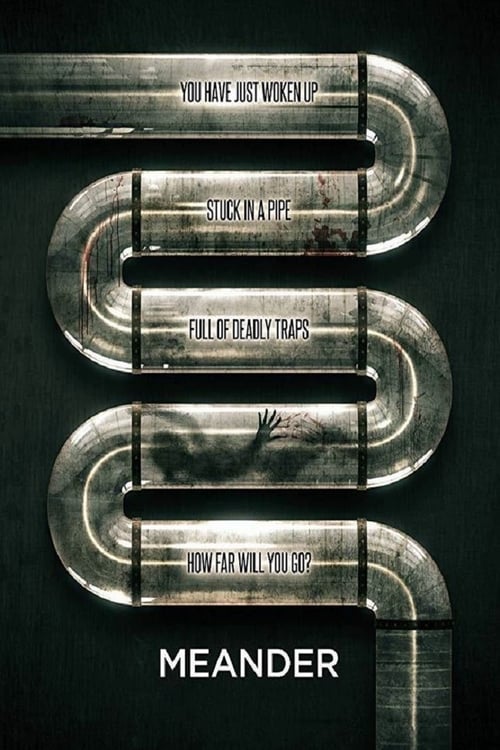 YOU HAVE JUST WOKEN UP
STUCK IN A PIPE
FULL OF DEADLY TRAPS
HOW FAR WILL YOU GO?
MEANDER